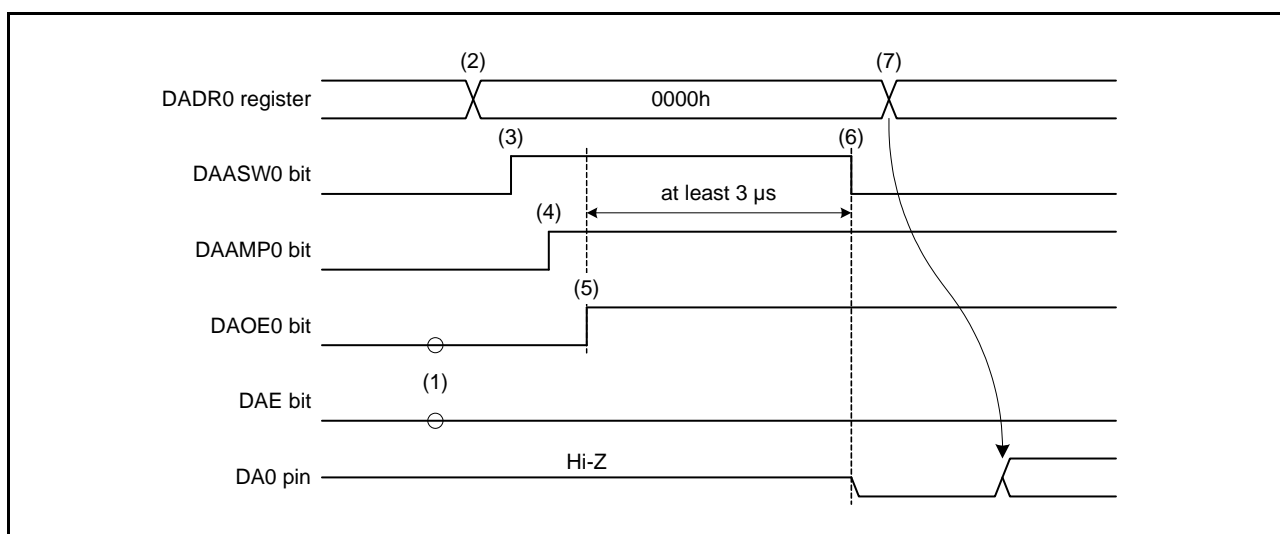 (2) (7)
DADR0 register 0000h
(3) (6)
DAASW0 bit
at least 3 μs
(4)
DAAMP0 bit
(5)
DAOE0 bit
(1)
DAE bit
Hi-Z
DA0 pin